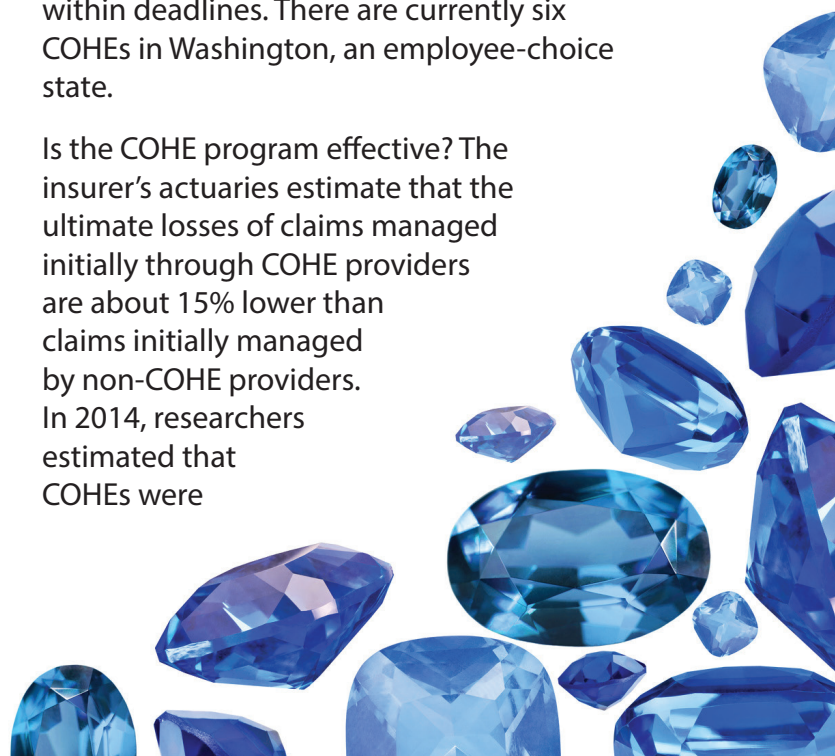 within deadlines. There are currently six
COHEs in Washington, an employee-choice
state.
Is the COHE program effective? The
insurer’s actuaries estimate that the
ultimate losses of claims managed
initially through COHE providers
are about 15% lower than
claims initially managed
by non-COHE providers.
In 2014, researchers
estimated that
COHEs were